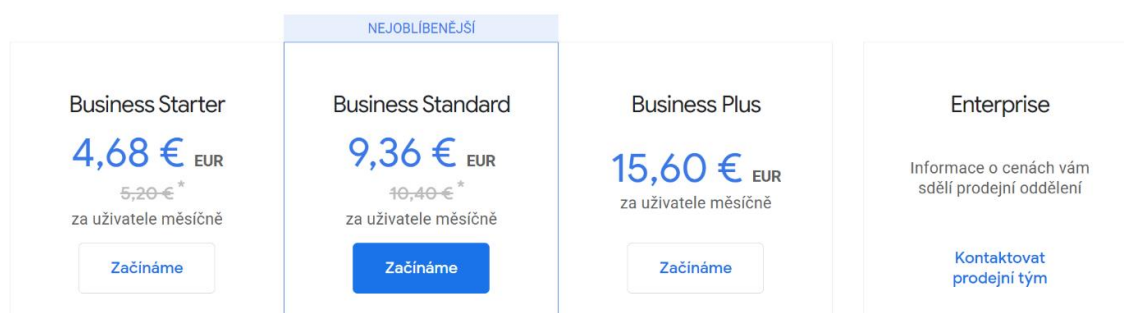 NEJOBLÍBENĚJŠÍ
Business Starter
4,68 € EUR
5,20 € *
za uživatele měsíčně
Začínáme
Business Standard
9,36 € EUR
10,40 € *
za uživatele měsíčně
Začínáme
Business Plus
15,60 € EUR
za uživatele měsíčně
Začínáme
Enterprise
Informace o cenách vám
sdělí prodejní oddělení
Kontaktovat
prodejní tým